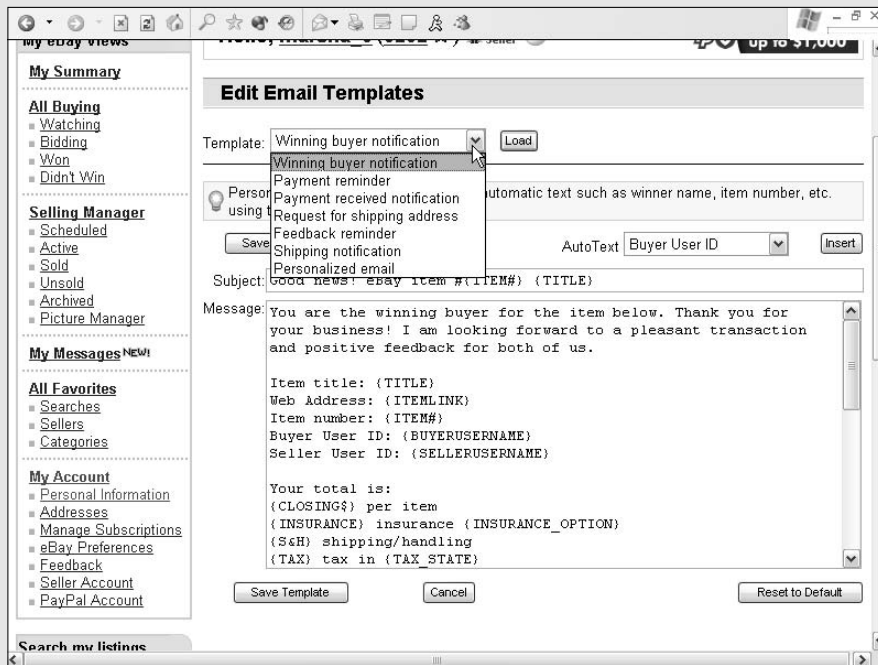 My eBay Views
My Summary
All Buying
Watching
Bidding
Won
Didn't Win
Selling Manager
Scheduled
Active
Sold
Unsold
Archived
Picture Manager
My Messages NEW!
All Favorites
Searches
Sellers
Categories
My Account
Personal Information
Addresses
Manage Subscriptions
eBay Preferences
Feedback
Seller Account
PayPal Account
Search my listings
up to $1,000
Edit Email Templates
Template: Winning buyer notification Load
Winning buyer notification
Payment reminder
Payment received notification
Request for shipping address
Feedback reminder
Shipping notification
Personalized email
automatic text such as winner name, item number, etc.
using
Save
AutoText Buyer User ID Insert
Subject: Good news! eBay item #{ITEM#} {TITLE}
Message: You are the winning buyer for the item below. Thank you for
your business! I am looking forward to a pleasant transaction
and positive feedback for both of us.
Item title: {TITLE}
Web Address: {ITEMLINK}
Item number: {ITEM#}
Buyer User ID: {BUYERUSERNAME}
Seller User ID: {SELLERUSERNAME}
Your total is:
{CLOSING$} per item
{INSURANCE} insurance {INSURANCE_OPTION}
{S&H} shipping/handling
{TAX} tax in {TAX_STATE}
Save Template Cancel Reset to Default